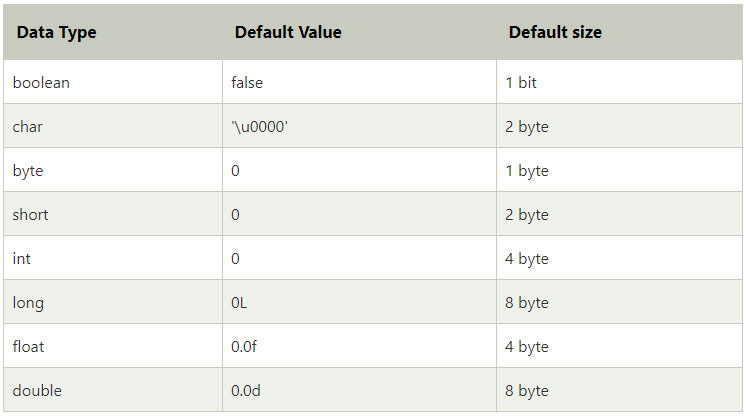 Data Type Default Value Default size
boolean false 1 bit
char '\u0000' 2 byte
byte 0 1 byte
short 0 2 byte
int 0 4 byte
long 0L 8 byte
float 0.0f 4 byte
double 0.0d 8 byte